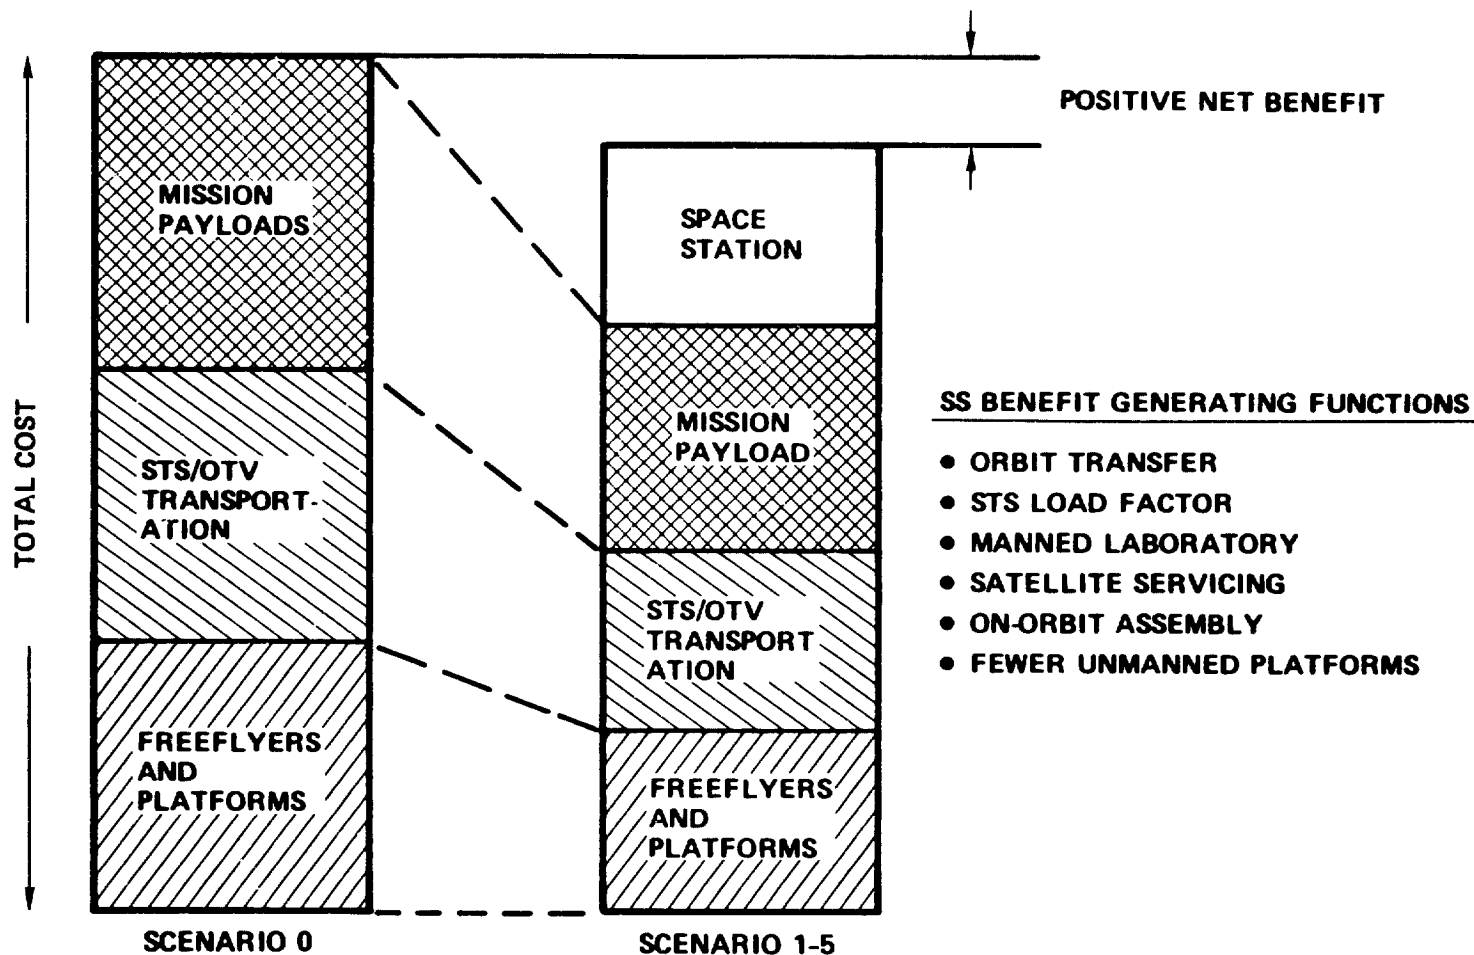 POSITIVE NET BENEFIT
TOTAL COST
MISSION
PAYLOADS
STS/OTV
TRANSPORT-
ATION
FREEFLYERS
AND
PLATFORMS
SCENARIO 0
SPACE
STATION
MISSION
PAYLOAD
STS/OTV
TRANSPORT
ATION
FREEFLYERS
AND
PLATFORMS
SCENARIO 1-5
SS BENEFIT GENERATING FUNCTIONS
● ORBIT TRANSFER
● STS LOAD FACTOR
● MANNED LABORATORY
● SATELLITE SERVICING
● ON-ORBIT ASSEMBLY
● FEWER UNMANNED PLATFORMS